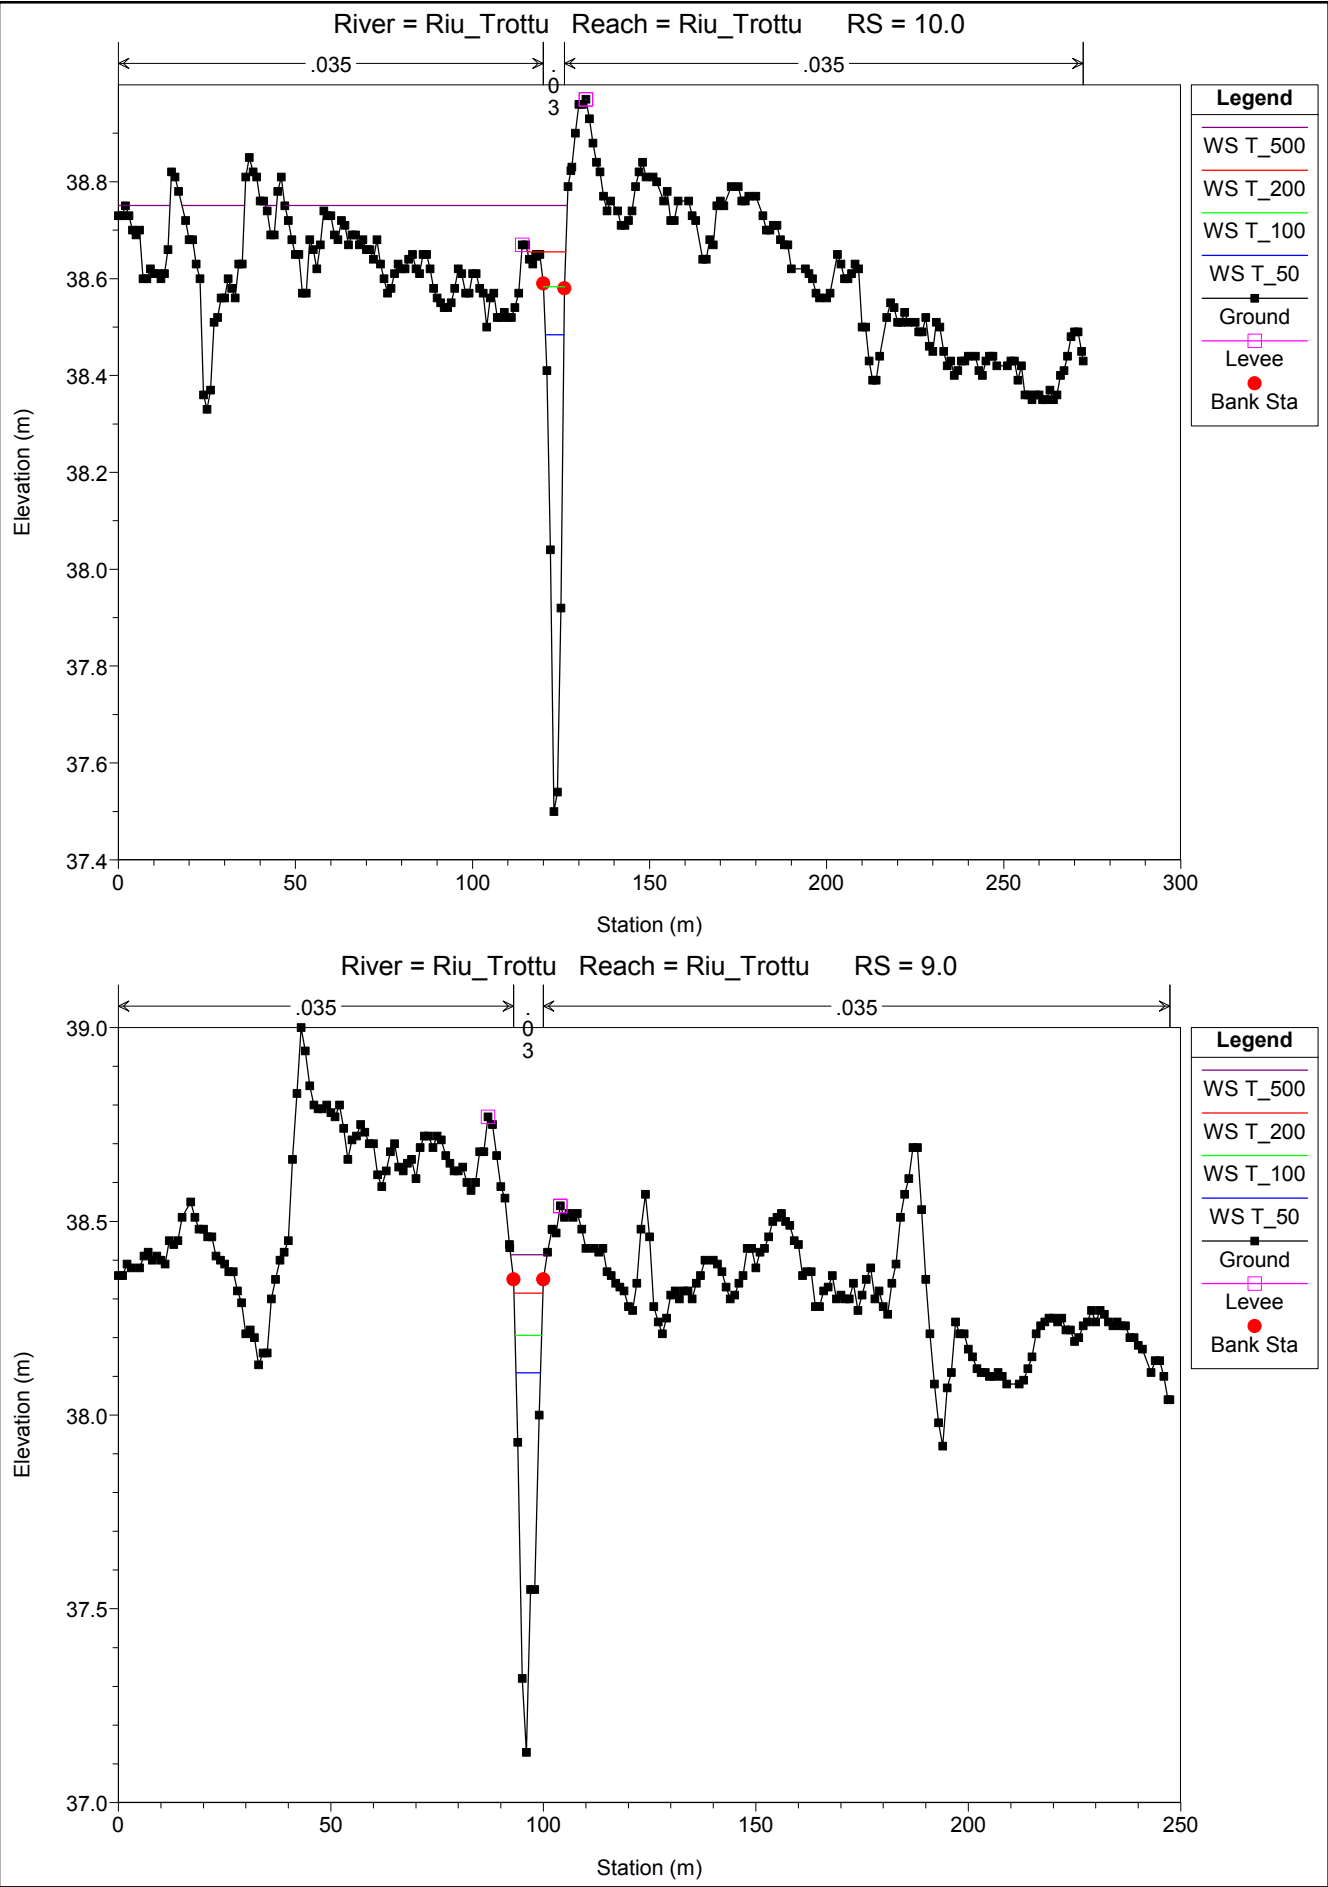 River = Riu_Trottu Reach = Riu_Trottu RS = 10.0
.035
.03
.035
Legend
WS T_500
WS T_200
WS T_100
WS T_50
Ground
Levee
Bank Sta
38.8
38.6
38.4
38.2
38.0
37.8
37.6
37.4
Elevation (m)
0 50 100 150 200 250 300
Station (m)
River = Riu_Trottu Reach = Riu_Trottu RS = 9.0
.035
.03
.035
Legend
WS T_500
WS T_200
WS T_100
WS T_50
Ground
Levee
Bank Sta
39.0
38.5
38.0
37.5
37.0
Elevation (m)
0 50 100 150 200 250
Station (m)